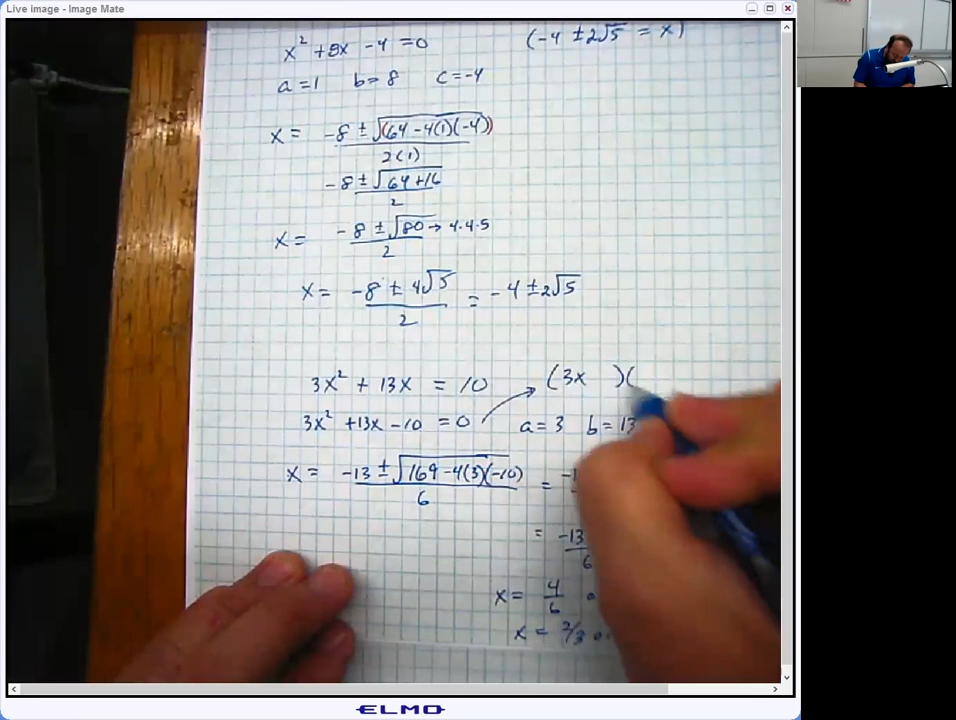 Live image - Image Mate
x² + 8x - 4 = 0 (-4 ± 2√5 = x)
a = 1 b = 8 c = -4
x = -8 ± √(64 - 4(1)(-4))
2(1)
-8 ± √64 + 16
2
x = -8 ± √80 → 4·4·5
2
x = -8 ± 4√5 = -4 ± 2√5
2
3x² + 13x = 10 (3x )(
3x² + 13x - 10 = 0 a = 3 b = 13
x = -13 ± √169 - 4(3)(-10) =
6
= -13
6
x = 4
6
x = 2/3
ELMO